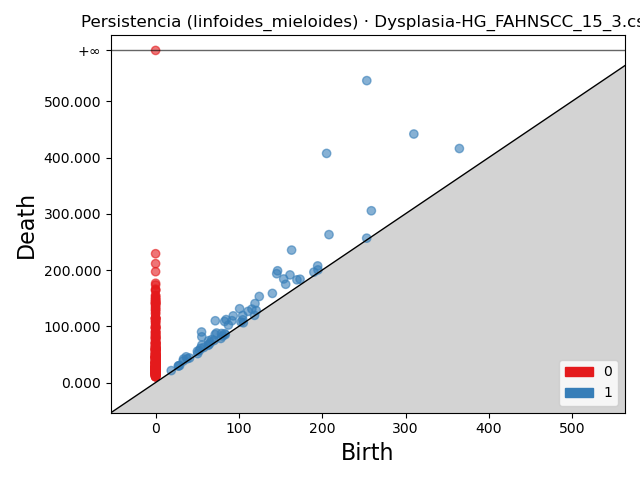 Persistencia (linfoides_mieloides) · Dysplasia-HG_FAHNSCC_15_3.cs
+∞
500.000
400.000
300.000
200.000
100.000
0.000
Death
0
1
0 100 200 300 400 500
Birth